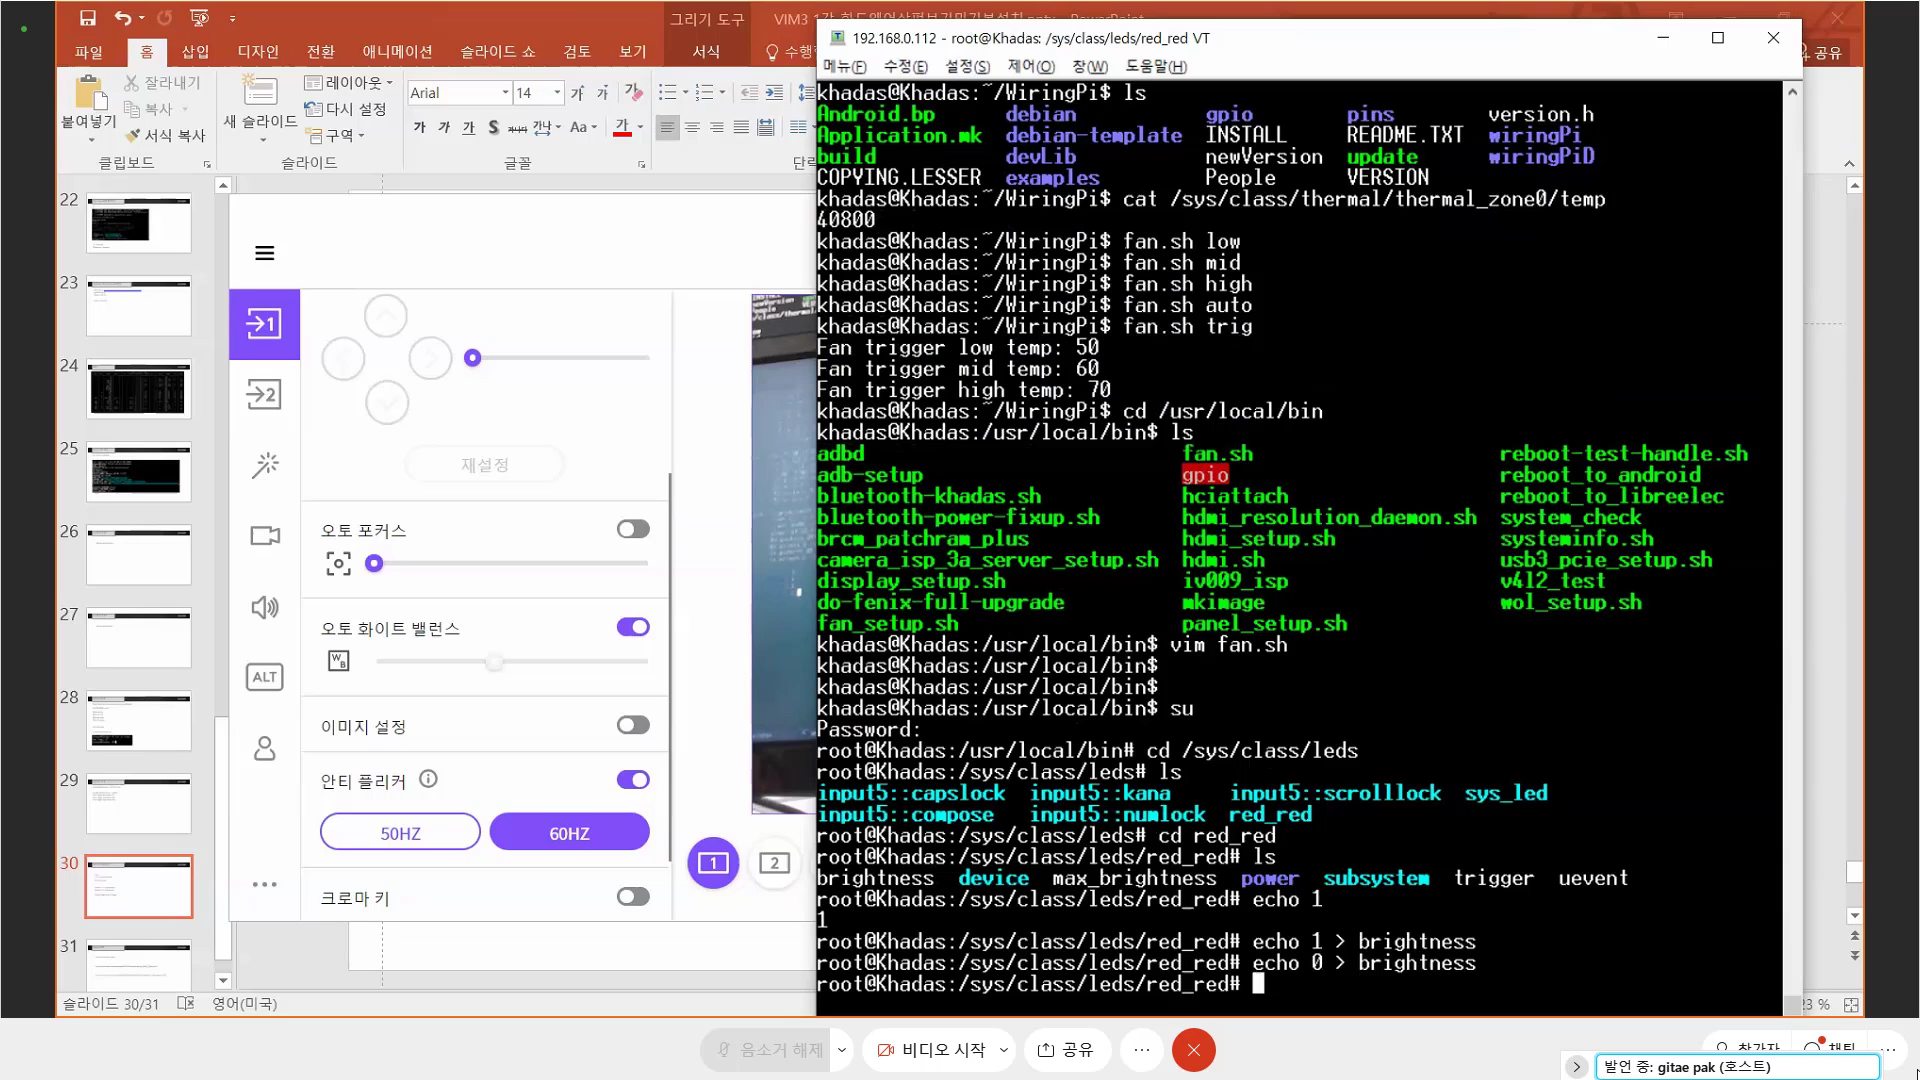 그리기 도구
파일
홈
삽입
디자인
전환
애니메이션
슬라이드 쇼
검토
보기
서식
공유
붙여넣기
잘라내기
복사
서식 복사
클립보드
새 슬라이드
레이아웃
다시 설정
구역
슬라이드
Arial
14
가 가 가 S
Aa
글꼴
22
23
24
25
26
27
28
29
30
31
재설정
오토 포커스
오토 화이트 밸런스
WB
이미지 설정
안티 플리커
50HZ
60HZ
크로마 키
1
2
ALT
1
2
슬라이드 30/31
영어(미국)
192.168.0.112 - root@Khadas: /sys/class/leds/red_red VT
메뉴(F) 수정(E) 설정(S) 제어(O) 창(W) 도움말(H)
khadas@Khadas:~/WiringPi$ ls
Android.bp debian gpio pins version.h
Application.mk debian-template INSTALL README.TXT wiringPi
build devLib newVersion update wiringPiD
COPYING.LESSER examples People VERSION
khadas@Khadas:~/WiringPi$ cat /sys/class/thermal/thermal_zone0/temp
40800
khadas@Khadas:~/WiringPi$ fan.sh low
khadas@Khadas:~/WiringPi$ fan.sh mid
khadas@Khadas:~/WiringPi$ fan.sh high
khadas@Khadas:~/WiringPi$ fan.sh auto
khadas@Khadas:~/WiringPi$ fan.sh trig
Fan trigger low temp: 50
Fan trigger mid temp: 60
Fan trigger high temp: 70
khadas@Khadas:~/WiringPi$ cd /usr/local/bin
khadas@Khadas:/usr/local/bin$ ls
adbd fan.sh reboot-test-handle.sh
adb-setup gpio reboot_to_android
bluetooth-khadas.sh hciattach reboot_to_libreelec
bluetooth-power-fixup.sh hdmi_resolution_daemon.sh system_check
brcm_patchram_plus hdmi_setup.sh systeminfo.sh
camera_isp_3a_server_setup.sh hdmi.sh usb3_pcie_setup.sh
display_setup.sh iv009_isp v4l2_test
do-fenix-full-upgrade mkimage wol_setup.sh
fan_setup.sh panel_setup.sh
khadas@Khadas:/usr/local/bin$ vim fan.sh
khadas@Khadas:/usr/local/bin$
khadas@Khadas:/usr/local/bin$
khadas@Khadas:/usr/local/bin$ su
Password:
root@Khadas:/usr/local/bin# cd /sys/class/leds
root@Khadas:/sys/class/leds# ls
input5::capslock input5::kana input5::scrolllock sys_led
input5::compose input5::numlock red_red
root@Khadas:/sys/class/leds# cd red_red
root@Khadas:/sys/class/leds/red_red# ls
brightness device max_brightness power subsystem trigger uevent
root@Khadas:/sys/class/leds/red_red# echo 1
1
root@Khadas:/sys/class/leds/red_red# echo 1 > brightness
root@Khadas:/sys/class/leds/red_red# echo 0 > brightness
root@Khadas:/sys/class/leds/red_red#
음소거 해제
비디오 시작
공유
발언 중: gitae pak (호스트)